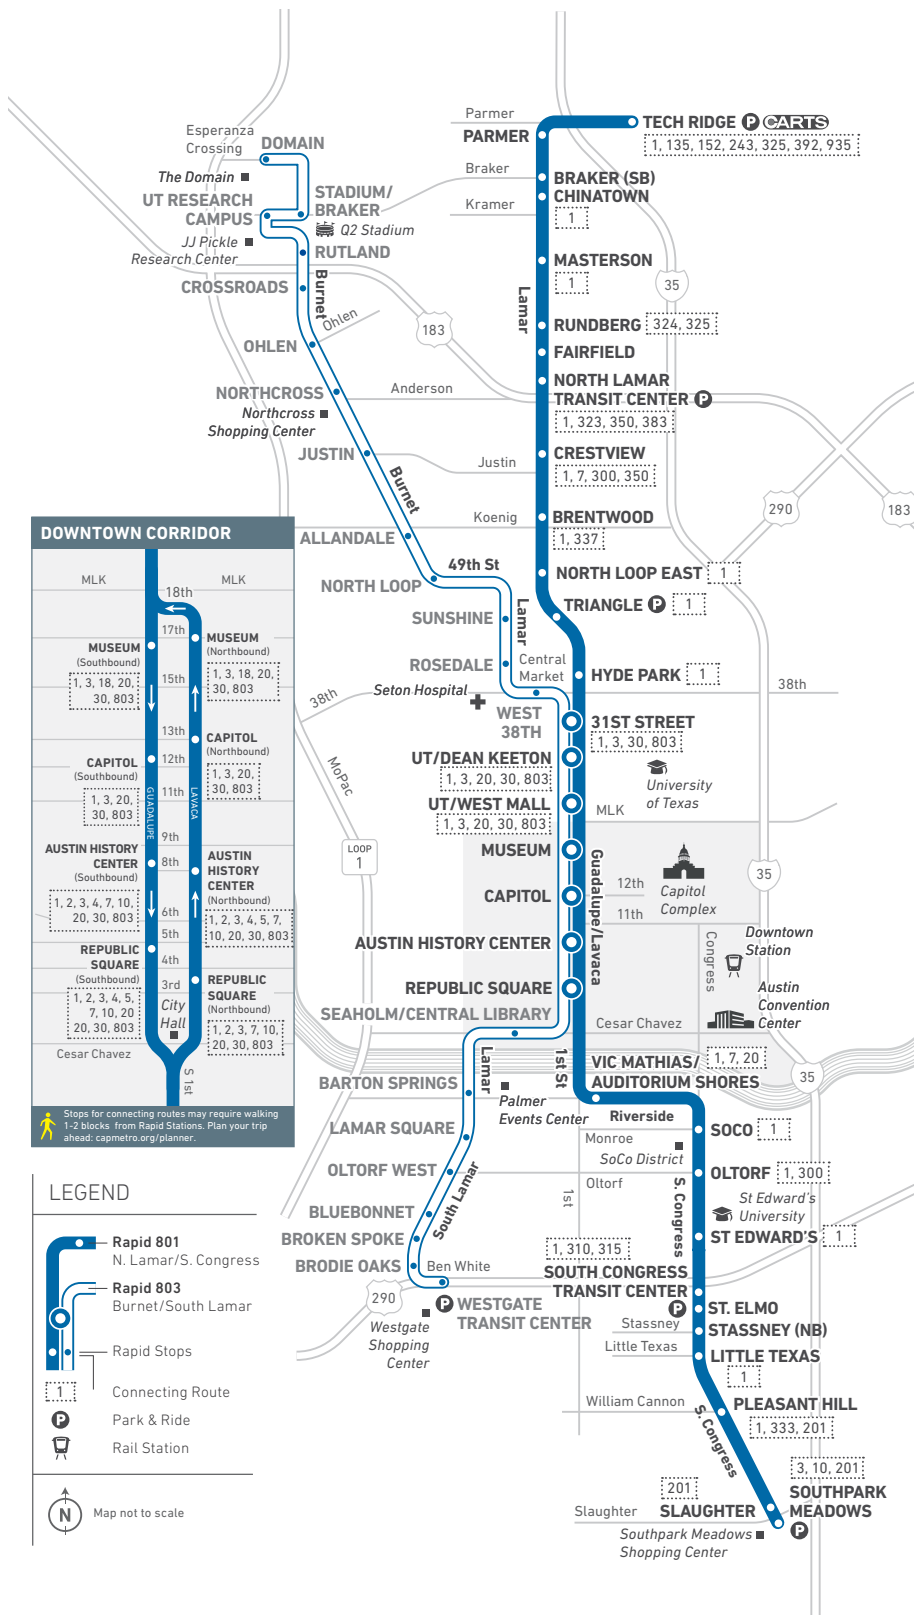 Parmer
TECH RIDGE P CARTS
PARMER
1, 135, 152, 243, 325, 392, 935
Esperanza
Crossing
DOMAIN
The Domain
Braker
BRAKER (SB)
CHINATOWN
1
Kramer
UT RESEARCH
CAMPUS
STADIUM/
BRAKER
Q2 Stadium
JJ Pickle
Research Center
RUTLAND
MASTERSON
1
CROSSROADS
Burnet
Lamar
35
RUNDBERG 324, 325
Ohlen
183
OHLEN
FAIRFIELD
NORTHCROSS
Anderson
NORTH LAMAR
TRANSIT CENTER P
1, 323, 350, 383
Northcross
Shopping Center
JUSTIN
Justin
CRESTVIEW
1, 7, 300, 350
Burnet
Koenig
BRENTWOOD
1, 337
290
183
ALLANDALE
49th St
NORTH LOOP
NORTH LOOP EAST 1
TRIANGLE P 1
SUNSHINE
Lamar
ROSEDALE
Central
Market
HYDE PARK 1
38th
Seton Hospital
38th
WEST
38TH
31ST STREET
1, 3, 30, 803
UT/DEAN KEETON
1, 3, 20, 30, 803
University
of Texas
MoPac
UT/WEST MALL
1, 3, 20, 30, 803
MLK
LOOP
1
MUSEUM
Guadalupe/Lavaca
CAPITOL
12th
11th
Capitol
Complex
35
AUSTIN HISTORY CENTER
Congress
Downtown
Station
REPUBLIC SQUARE
Austin
Convention
Center
SEAHOLM/CENTRAL LIBRARY
Cesar Chavez
Lamar
1st St
VIC MATHIAS/
AUDITORIUM SHORES
1, 7, 20
35
BARTON SPRINGS
Palmer
Events Center
Riverside
LAMAR SQUARE
Monroe
SOCO 1
SoCo District
OLTORF WEST
Oltorf
OLTORF 1, 300
South Lamar
1st
S. Congress
St Edward's
University
BLUEBONNET
BROKEN SPOKE
ST EDWARD'S 1
BRODIE OAKS
Ben White
1, 310, 315
SOUTH CONGRESS
TRANSIT CENTER
P
290
P WESTGATE
TRANSIT CENTER
Westgate
Shopping
Center
ST. ELMO
Stassney
STASSNEY (NB)
Little Texas
LITTLE TEXAS
1
William Cannon
PLEASANT HILL
1, 333, 201
S. Congress
3, 10, 201
SOUTHPARK
MEADOWS
P
201
SLAUGHTER
Slaughter
Southpark Meadows
Shopping Center
DOWNTOWN CORRIDOR
MLK
MLK
18th
17th
MUSEUM
(Southbound)
1, 3, 18, 20,
30, 803
MUSEUM
(Northbound)
1, 3, 18, 20,
30, 803
15th
13th
CAPITOL
(Southbound)
1, 3, 20,
30, 803
CAPITOL
(Northbound)
1, 3, 20,
30, 803
12th
11th
GUADALUPE
LAVACA
9th
AUSTIN HISTORY
CENTER
(Southbound)
1, 2, 3, 4, 7, 10,
20, 30, 803
8th
AUSTIN
HISTORY
CENTER
(Northbound)
1, 2, 3, 4, 5, 7,
10, 20, 30, 803
6th
5th
REPUBLIC
SQUARE
(Southbound)
1, 2, 3, 4, 5,
7, 10, 20
20, 30, 803
4th
3rd
REPUBLIC
SQUARE
(Northbound)
1, 2, 3, 7, 10,
20, 30, 803
City
Hall
Cesar Chavez
S 1st
Stops for connecting routes may require walking
1-2 blocks from Rapid Stations. Plan your trip
ahead: capmetro.org/planner.
LEGEND
Rapid 801
N. Lamar/S. Congress
Rapid 803
Burnet/South Lamar
Rapid Stops
1 Connecting Route
P Park & Ride
Rail Station
N Map not to scale